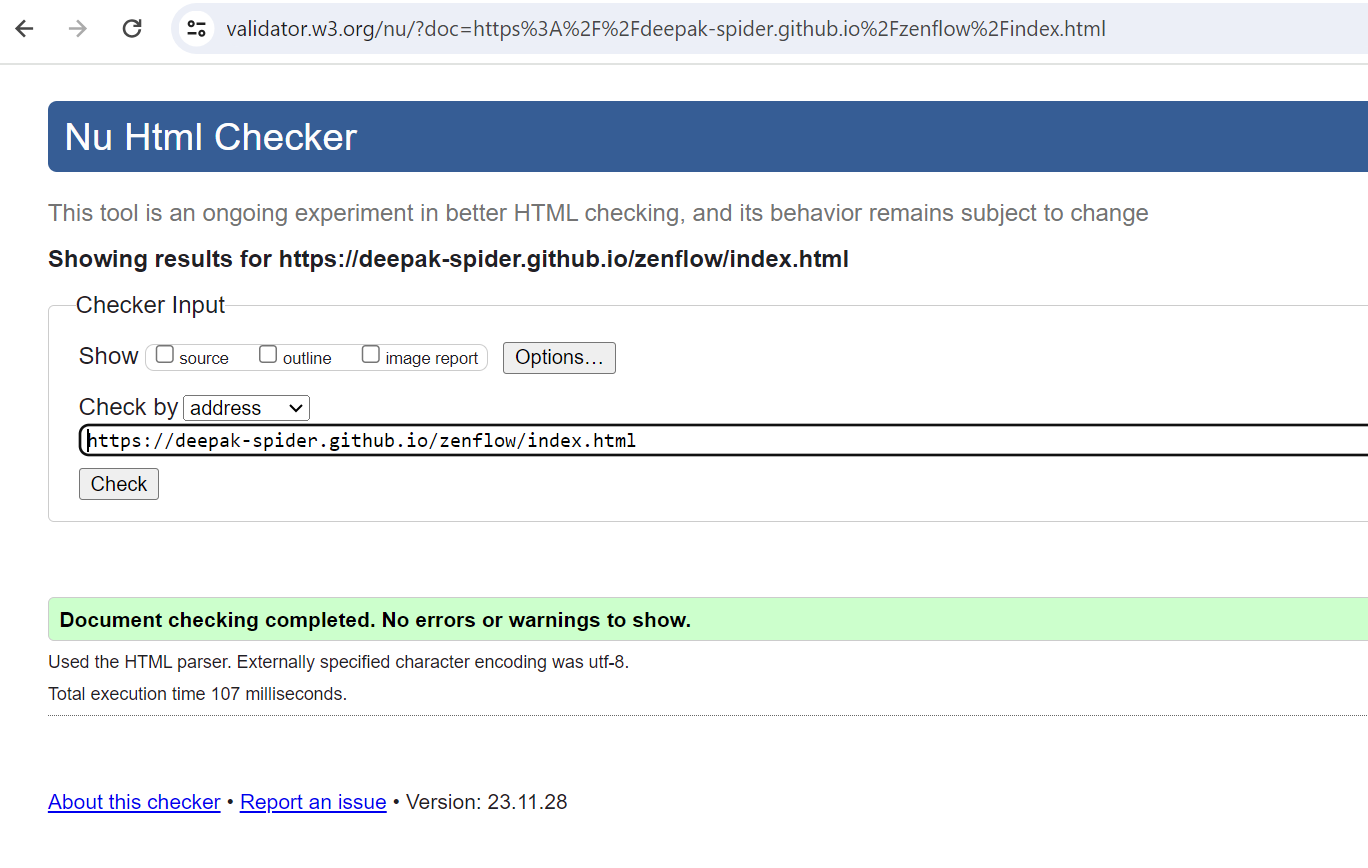 validator.w3.org/nu/?doc=https%3A%2F%2Fdeepak-spider.github.io%2Fzenflow%2Findex.html
Nu Html Checker
This tool is an ongoing experiment in better HTML checking, and its behavior remains subject to change
Showing results for https://deepak-spider.github.io/zenflow/index.html
Checker Input
Show source outline image report Options...
Check by address
https://deepak-spider.github.io/zenflow/index.html
Check
Document checking completed. No errors or warnings to show.
Used the HTML parser. Externally specified character encoding was utf-8.
Total execution time 107 milliseconds.
About this checker • Report an issue • Version: 23.11.28